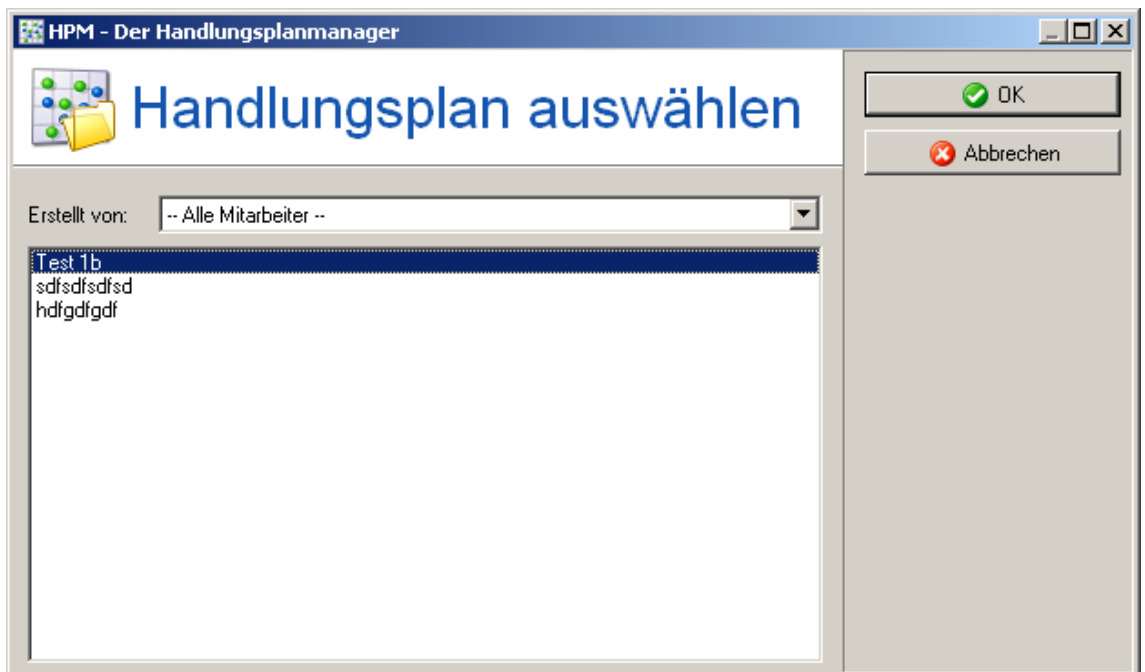 HPM - Der Handlungsplanmanager
Handlungsplan auswählen
OK
Abbrechen
Erstellt von: -- Alle Mitarbeiter --
Test 1b
sdfsdfsdfsd
hdfgdfgdf